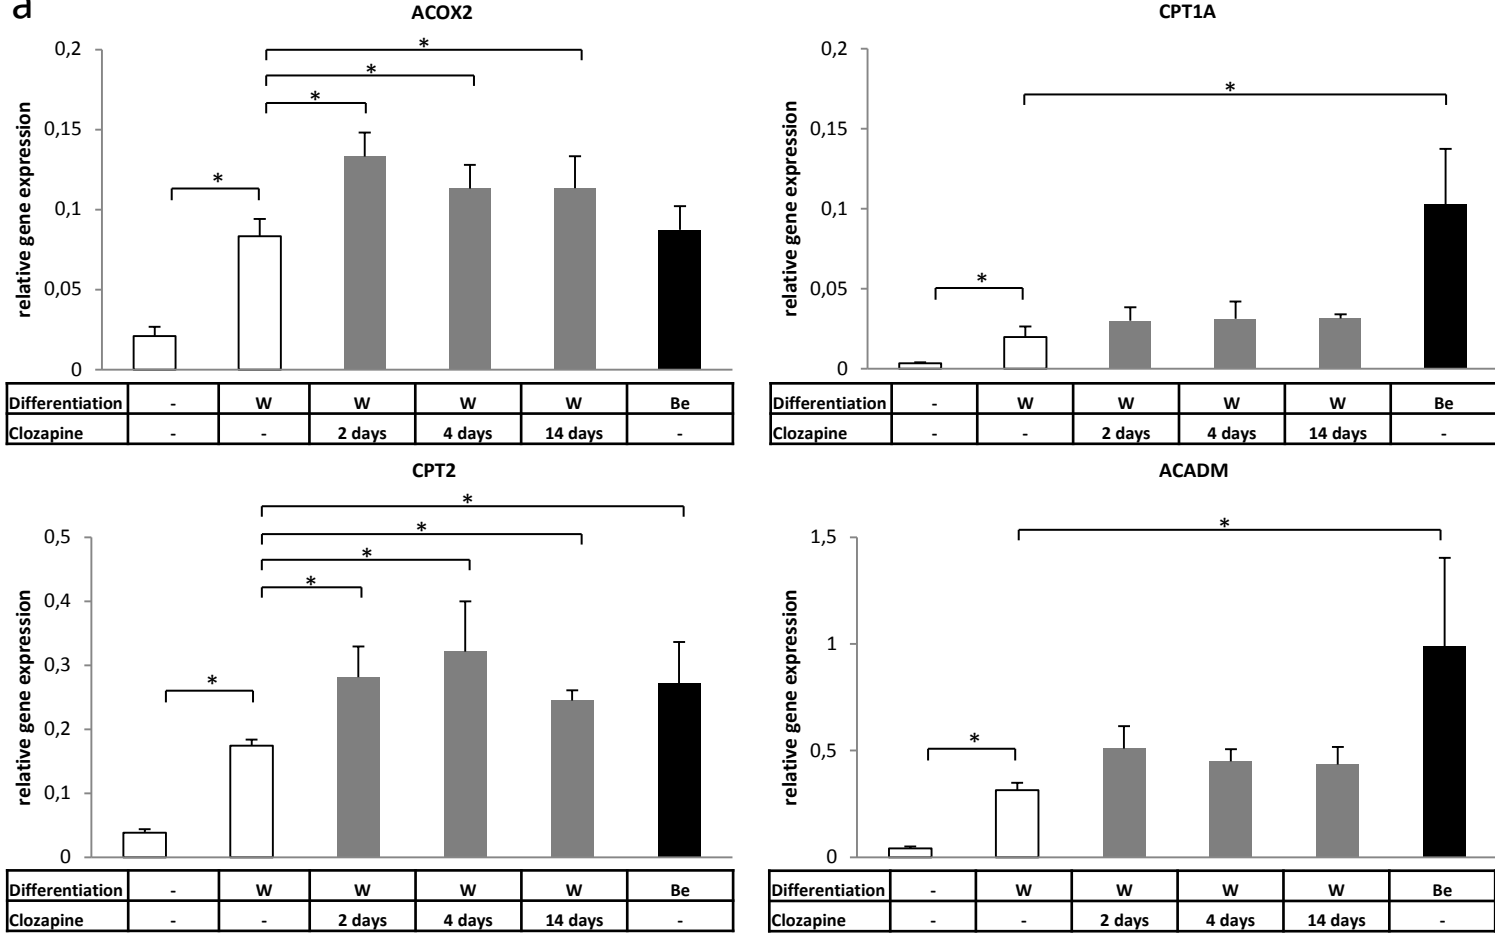 a
ACOX2
relative gene expression
0,2
0,15
0,1
0,05
0
*
*
*
*
Differentiation - W W W W Be
Clozapine - - 2 days 4 days 14 days -
CPT1A
relative gene expression
0,2
0,15
0,1
0,05
0
*
*
Differentiation - W W W W Be
Clozapine - - 2 days 4 days 14 days -
CPT2
relative gene expression
0,5
0,4
0,3
0,2
0,1
0
*
*
*
*
*
Differentiation - W W W W Be
Clozapine - - 2 days 4 days 14 days -
ACADM
relative gene expression
1,5
1
0,5
0
*
*
Differentiation - W W W W Be
Clozapine - - 2 days 4 days 14 days -